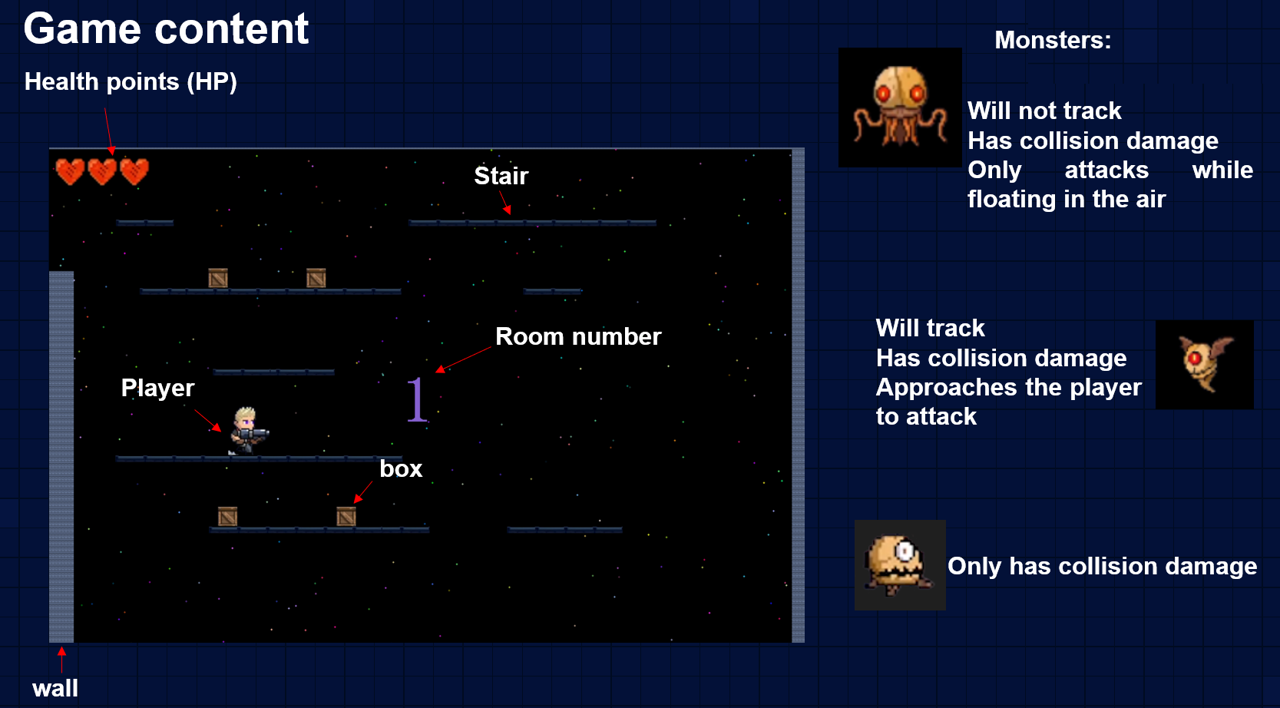 Game content
Health points (HP)
Stair
Room number
Player
1
box
wall
Monsters:
Will not track
Has collision damage
Only attacks while
floating in the air
Will track
Has collision damage
Approaches the player
to attack
Only has collision damage